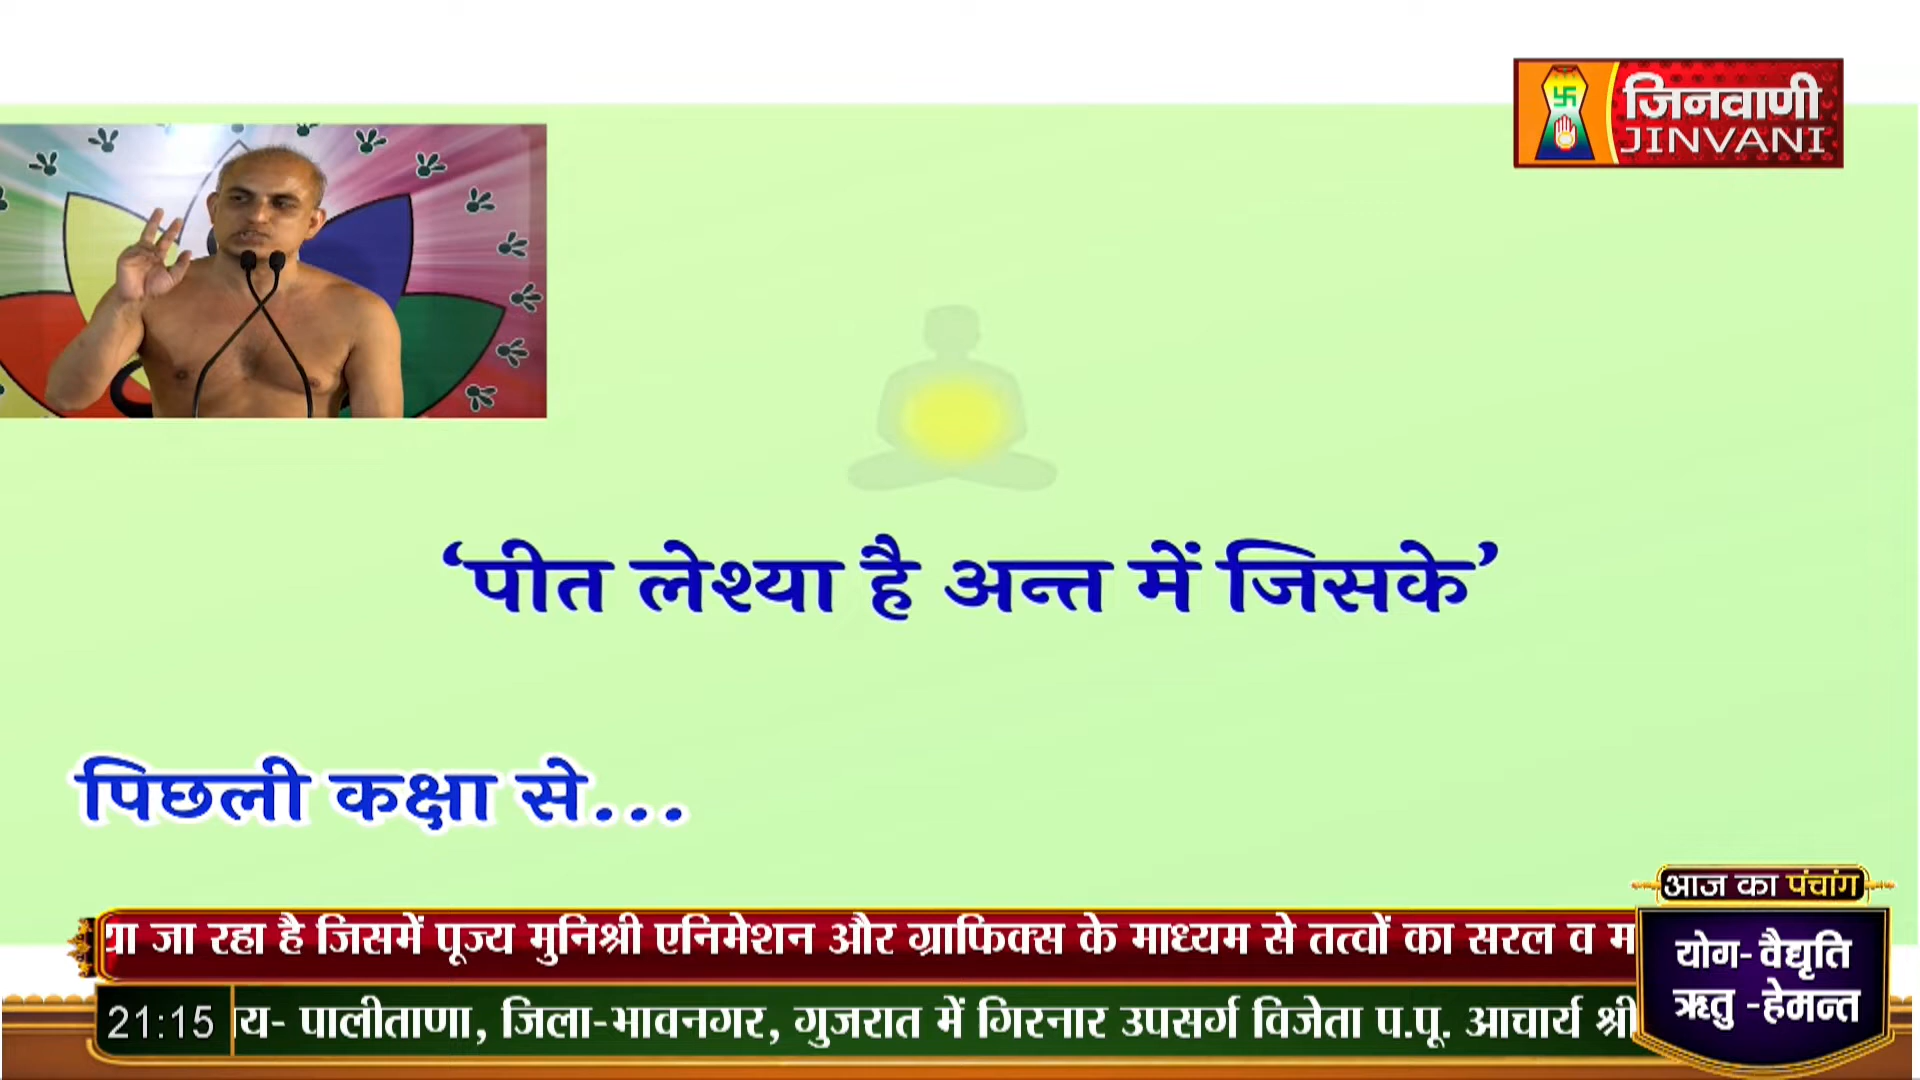 जिनवाणी
JINVANI
‘पीत लेश्या है अन्त में जिसके’
पिछली कक्षा से...
आज का पंचांग
जा रहा है जिसमें पूज्य मुनिश्री एनिमेशन और ग्राफिक्स के माध्यम से तत्वों का सरल व
योग- वैद्यृति
ऋतु -हेमन्त
21:15
य- पालीताणा, जिला-भावनगर, गुजरात में गिरनार उपसर्ग विजेता प.पू. आचार्य श्री